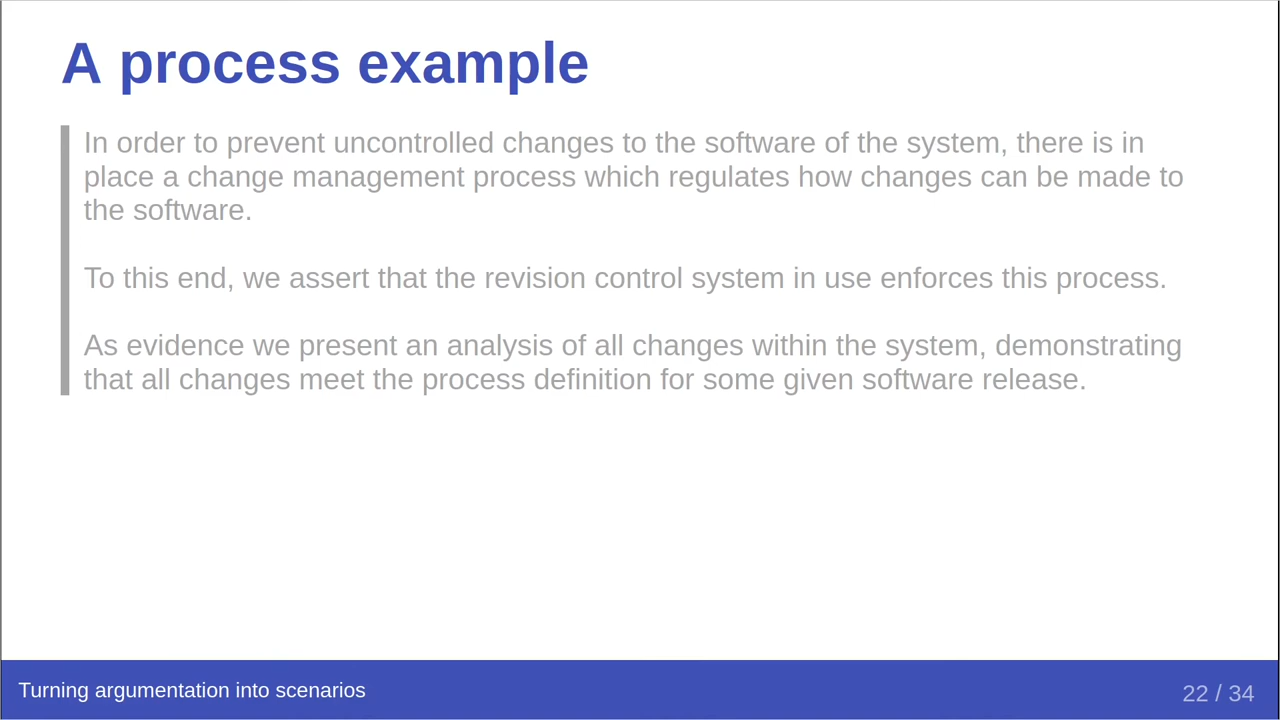 A process example
In order to prevent uncontrolled changes to the software of the system, there is in
place a change management process which regulates how changes can be made to
the software.
To this end, we assert that the revision control system in use enforces this process.
As evidence we present an analysis of all changes within the system, demonstrating
that all changes meet the process definition for some given software release.
Turning argumentation into scenarios
22 / 34